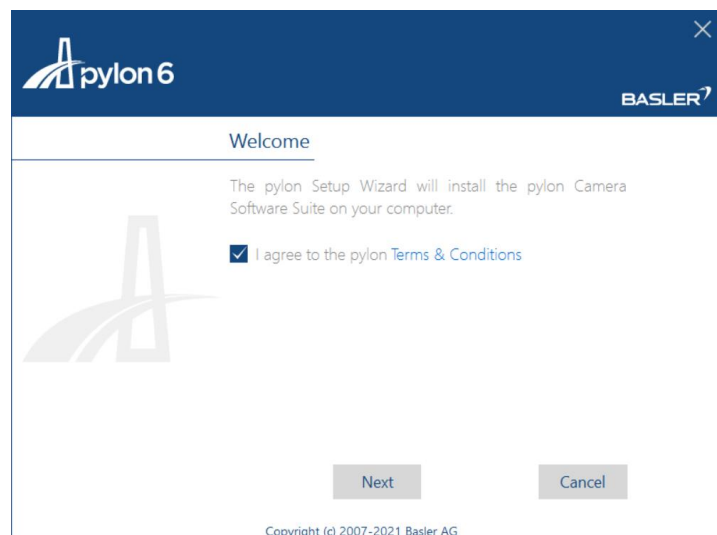 pylon 6
BASLER
Welcome
The pylon Setup Wizard will install the pylon Camera
Software Suite on your computer.
I agree to the pylon Terms & Conditions
Next Cancel
Copyright (c) 2007-2021 Basler AG